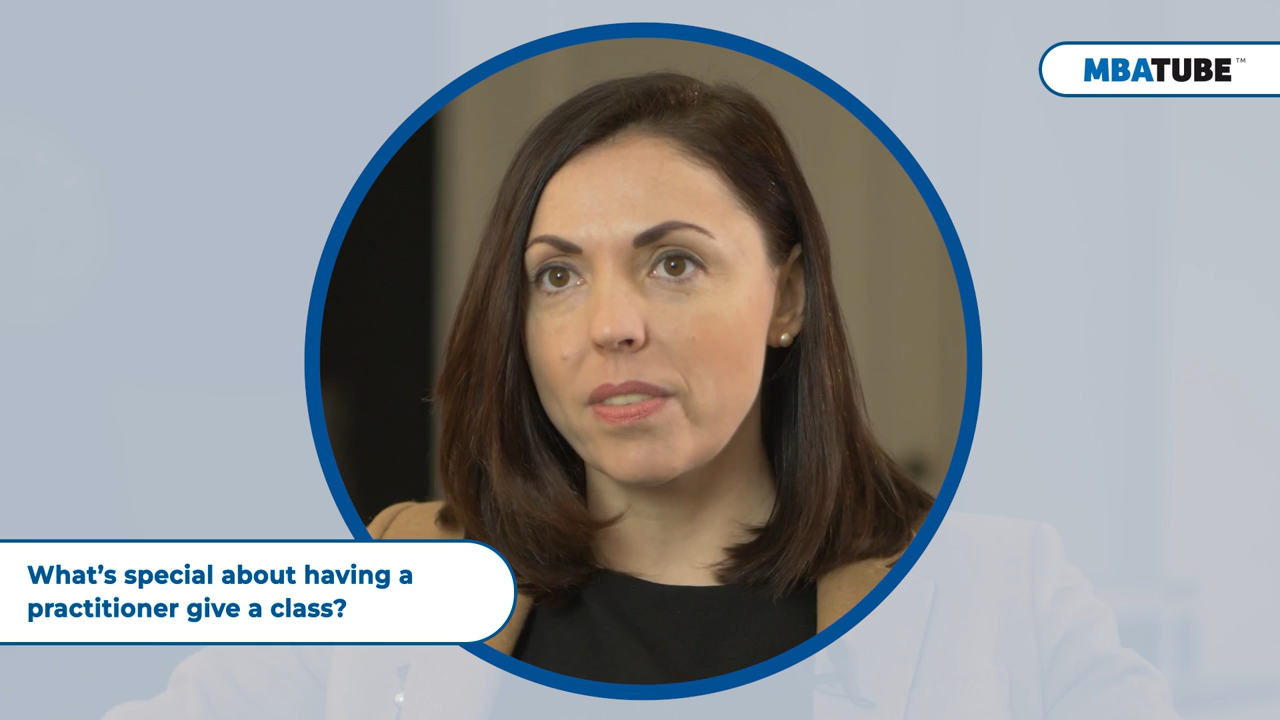 MBATUBE™
What’s special about having a
practitioner give a class?